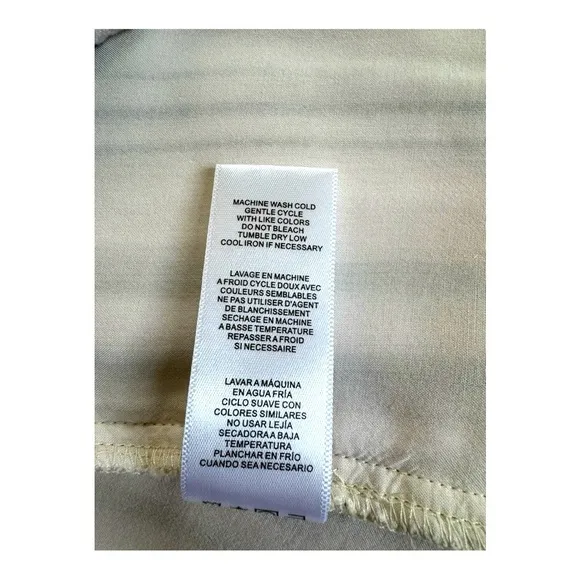 MACHINE WASH COLD
GENTLE CYCLE
WITH LIKE COLORS
DO NOT BLEACH
TUMBLE DRY LOW
COOL IRON IF NECESSARY
LAVAGE EN MACHINE
A FROID CYCLE DOUX AVEC
COULEURS SEMBLABLES
NE PAS UTILISER D'AGENT
DE BLANCHISSEMENT
SECHAGE EN MACHINE
A BASSE TEMPERATURE
REPASSER A FROID
SI NECESSAIRE
LAVAR A MÁQUINA
EN AGUA FRÍA
CICLO SUAVE CON
COLORES SIMILARES
NO USAR LEJÍA
SECADORA A BAJA
TEMPERATURA
PLANCHAR EN FRÍO
CUANDO SEA NECESARIO